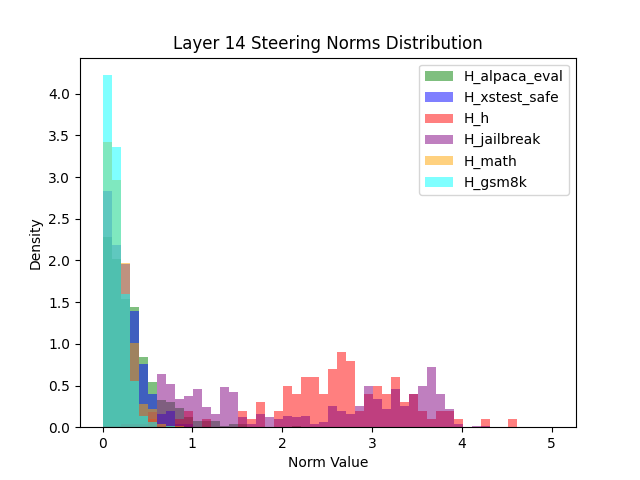 Layer 14 Steering Norms Distribution
H_alpaca_eval
H_xstest_safe
H_h
H_jailbreak
H_math
H_gsm8k
Density
4.0
3.5
3.0
2.5
2.0
1.5
1.0
0.5
0.0
0 1 2 3 4 5
Norm Value